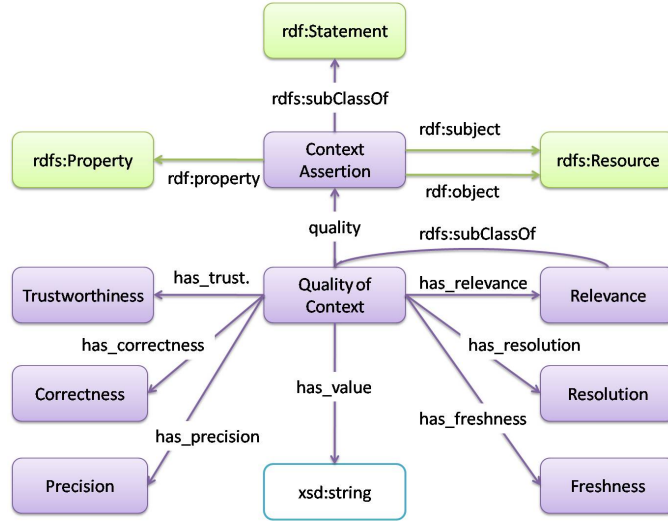 rdf:Statement
rdfs:subClassOf
rdfs:Property
rdf:property
Context
Assertion
rdf:subject
rdf:object
rdfs:Resource
quality
rdfs:subClassOf
Trustworthiness
has_trust.
Quality of
Context
has_relevance
Relevance
has_correctness
has_resolution
Correctness
has_value
Resolution
has_precision
has_freshness
Precision
xsd:string
Freshness